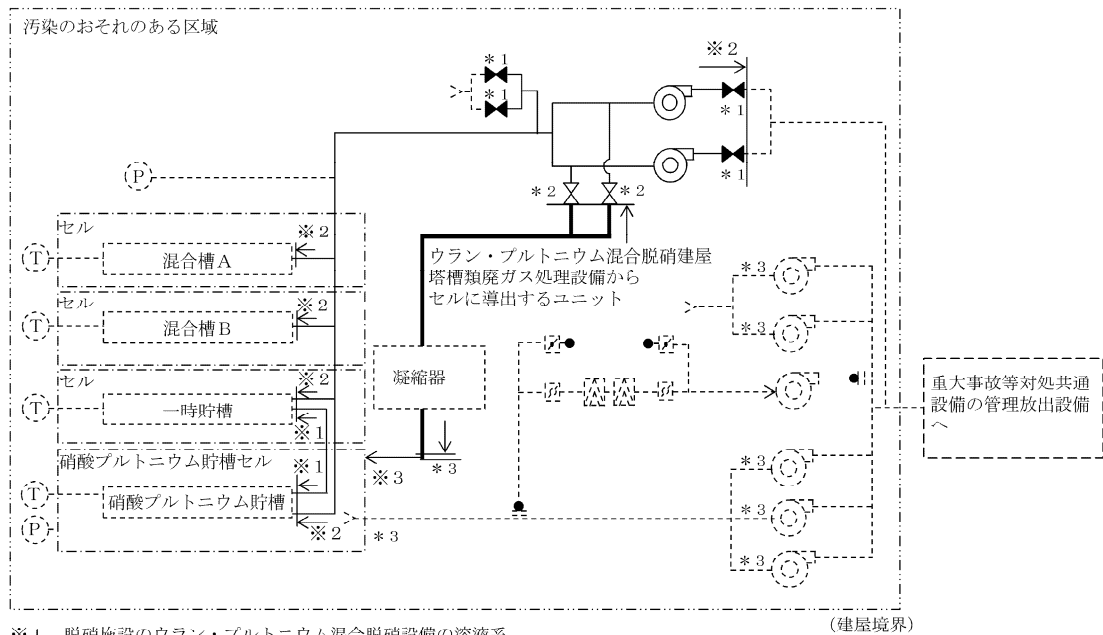 汚染のおそれのある区域
※2
*1
*1
*1
*1
P
*2
*2
セル
※2
T
混合槽A
ウラン・プルトニウム混合脱硝建屋
塔槽類廃ガス処理設備から
セルに導出するユニット
*3
セル
※2
T
混合槽B
*3
セル
※2
凝縮器
T
一時貯槽
※1
重大事故等対処共通
設備の管理放出設備
へ
硝酸プルトニウム貯槽セル
※1
※3
*3
*3
T
硝酸プルトニウム貯槽
P
※2
*3
*3
*3
(建屋境界)
※1 脱硝施設のウラン・プルトニウム混合脱硝設備の溶液系